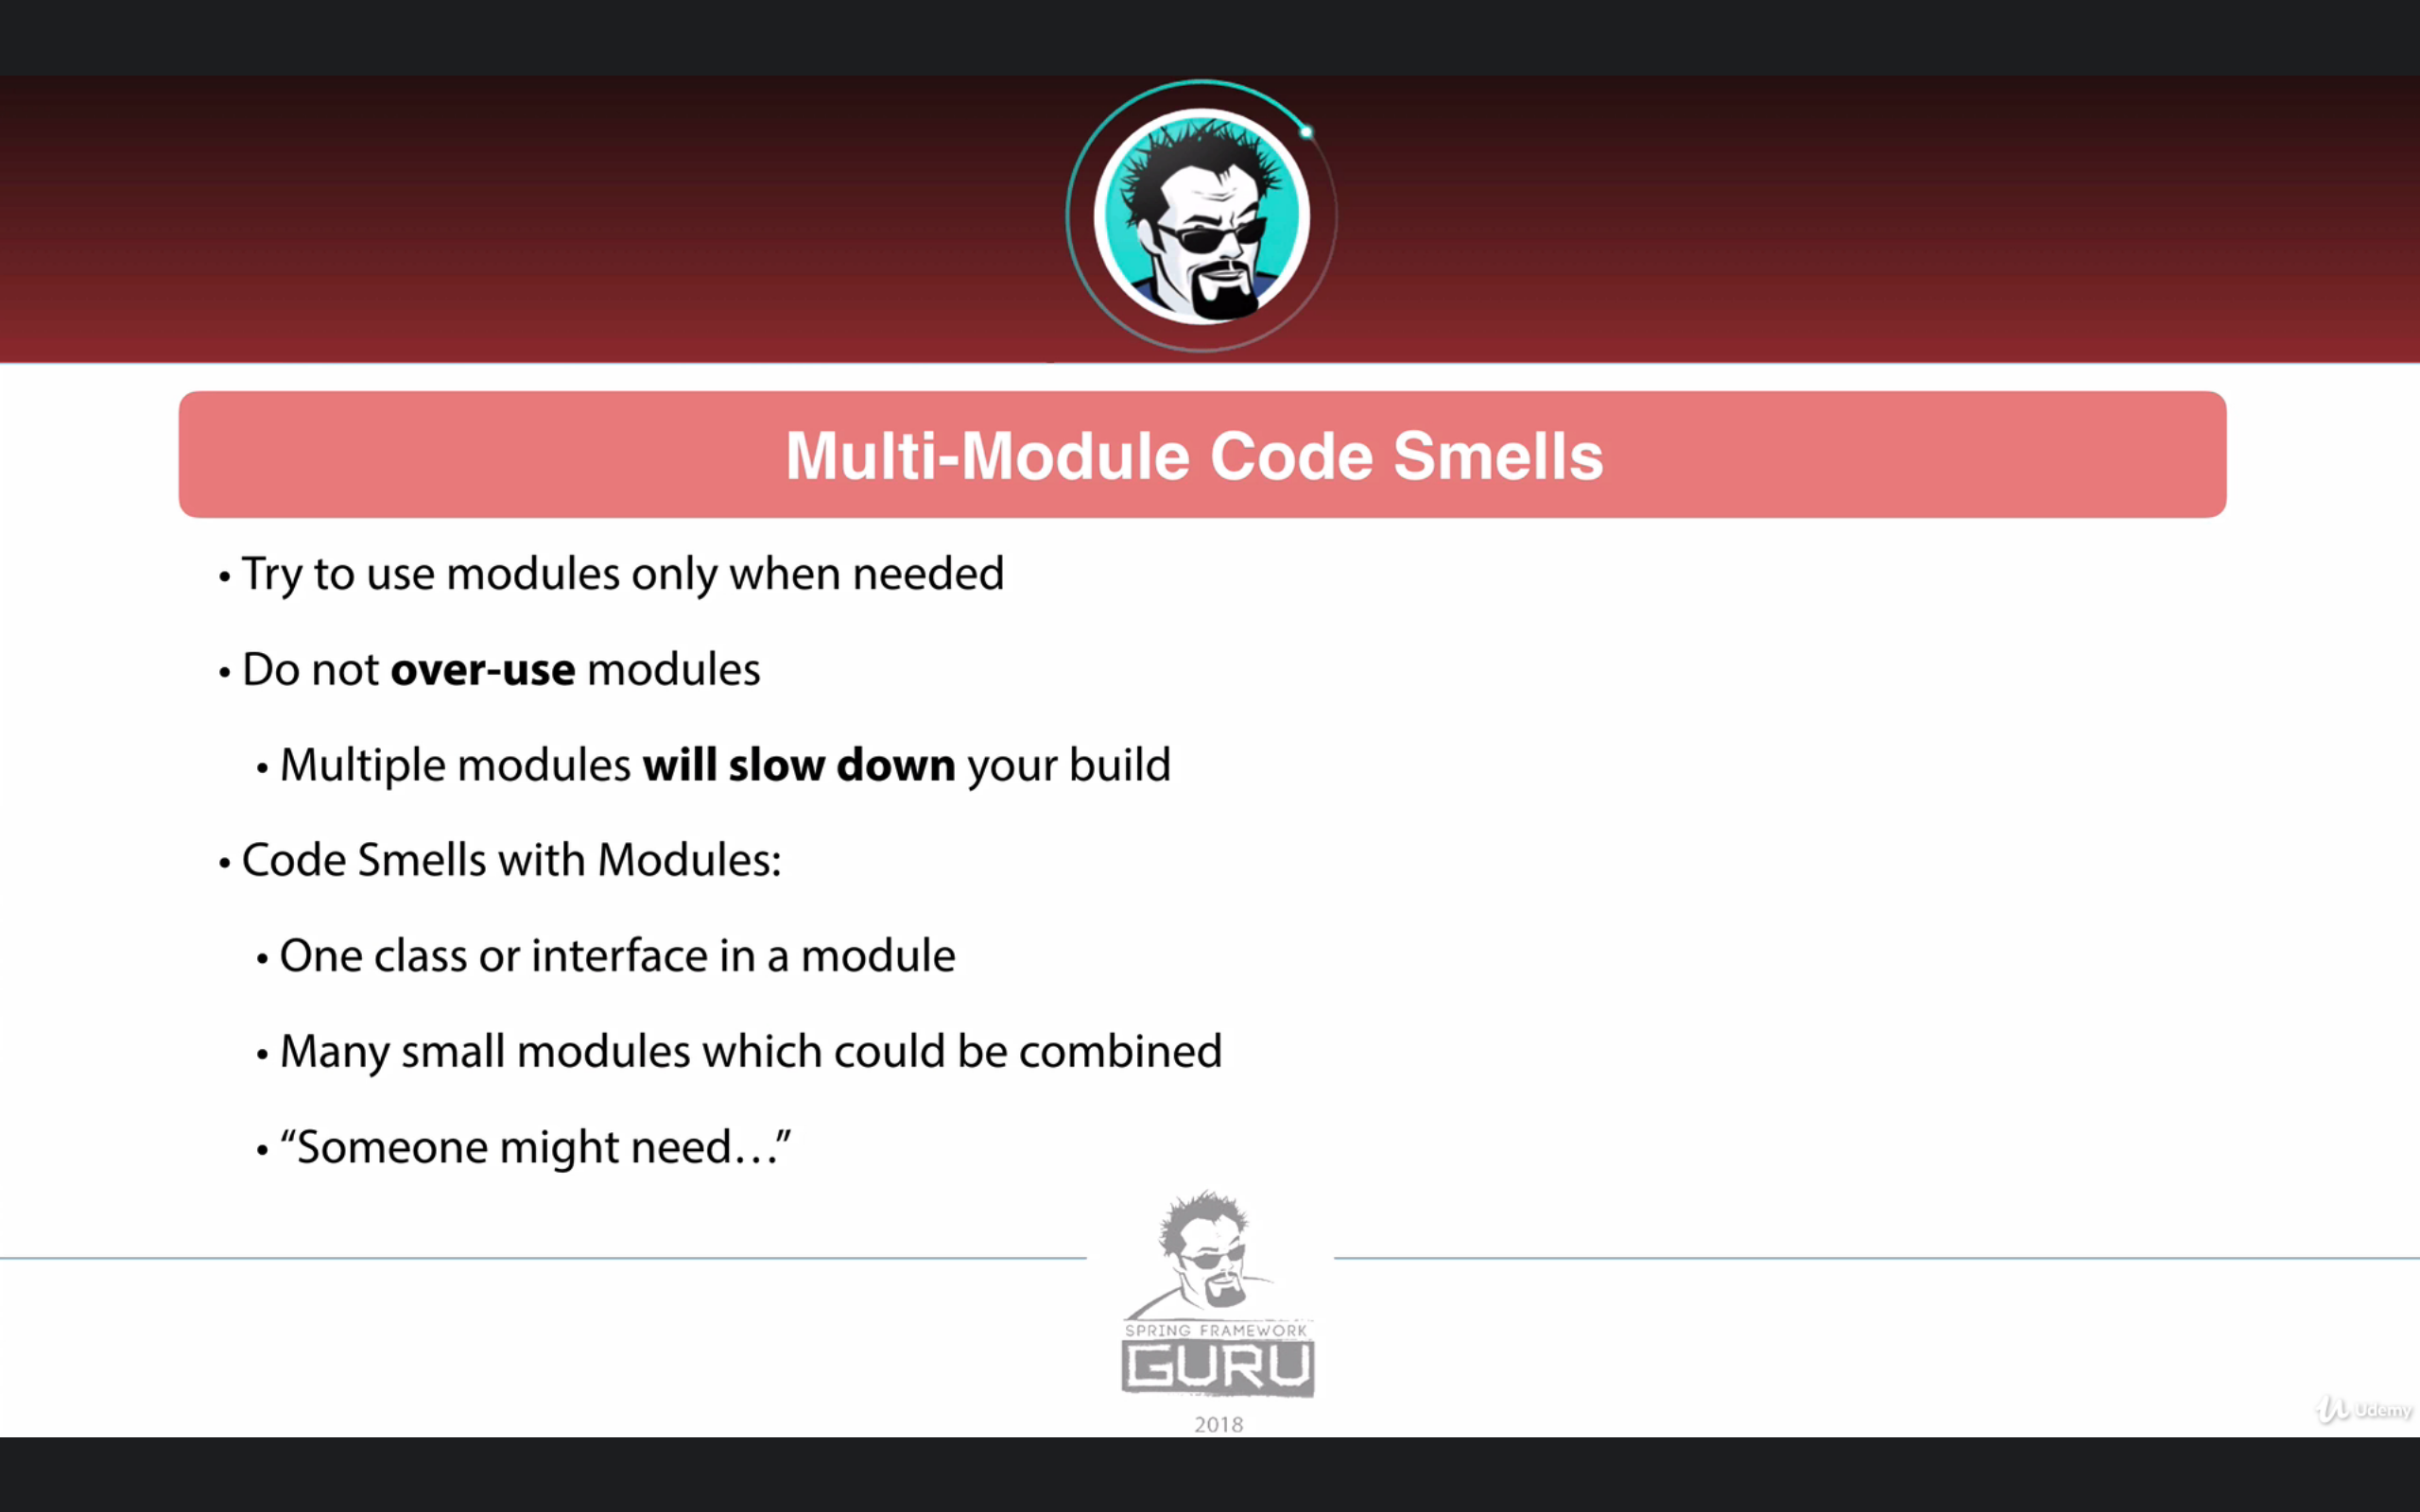 Multi-Module Code Smells
• Try to use modules only when needed
• Do not over-use modules
• Multiple modules will slow down your build
• Code Smells with Modules:
• One class or interface in a module
• Many small modules which could be combined
• “Someone might need…”
SPRING FRAMEWORK
GURU
2018
Udemy